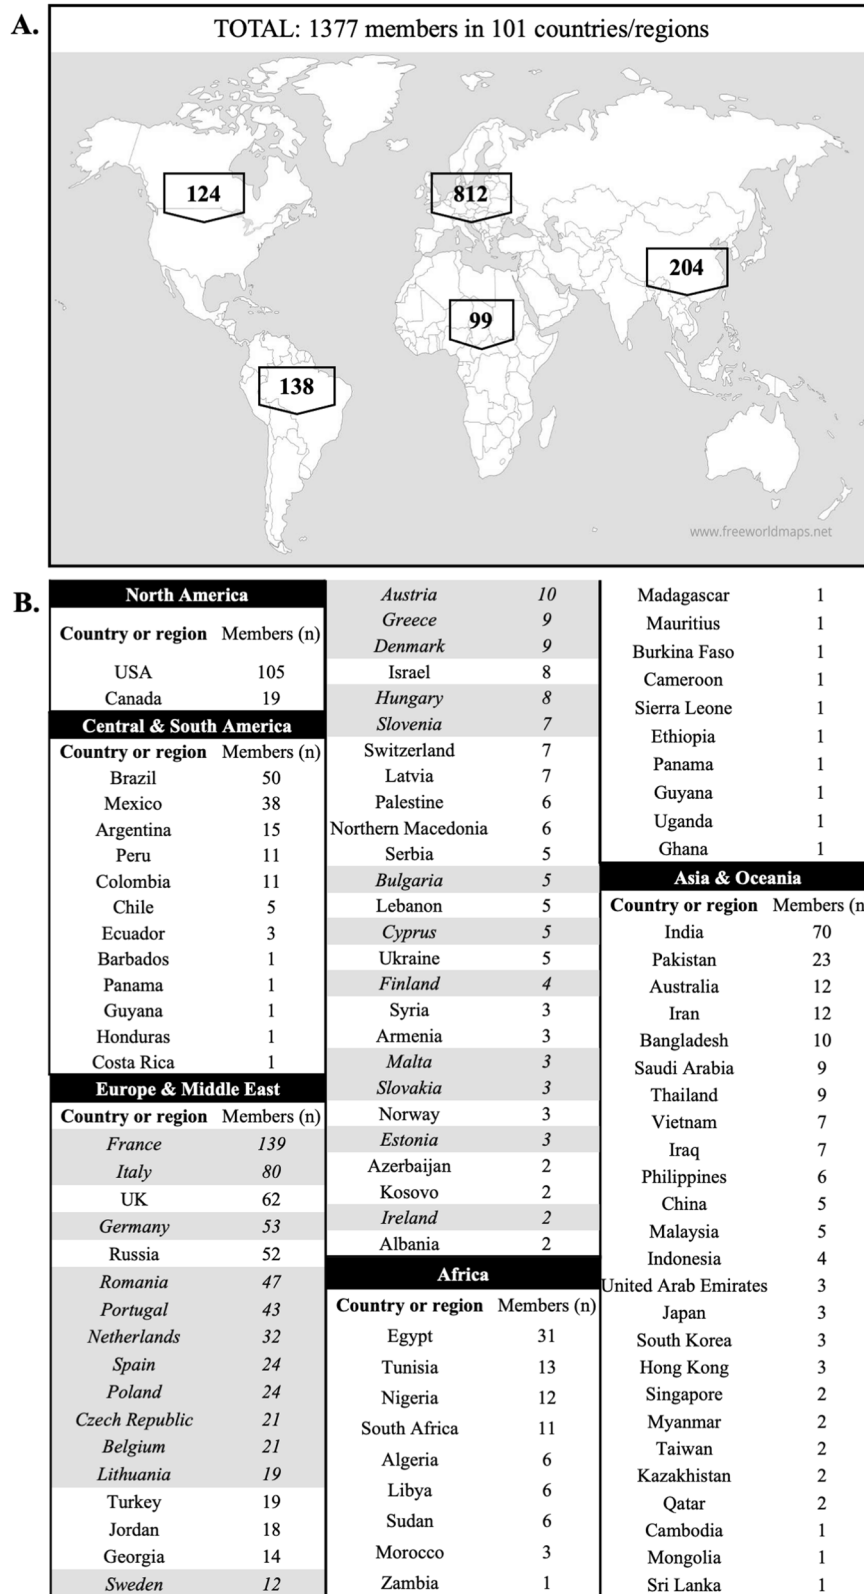 A.
TOTAL: 1377 members in 101 countries/regions
124
812
204
99
138
www.freeworldmaps.net
B.
North America
Country or region Members (n)
USA 105
Canada 19
Central & South America
Country or region Members (n)
Brazil 50
Mexico 38
Argentina 15
Peru 11
Colombia 11
Chile 5
Ecuador 3
Barbados 1
Panama 1
Guyana 1
Honduras 1
Costa Rica 1
Europe & Middle East
Country or region Members (n)
France 139
Italy 80
UK 62
Germany 53
Russia 52
Romania 47
Portugal 43
Netherlands 32
Spain 24
Poland 24
Czech Republic 21
Belgium 21
Lithuania 19
Turkey 19
Jordan 18
Georgia 14
Sweden 12
Austria 10
Greece 9
Denmark 9
Israel 8
Hungary 8
Slovenia 7
Switzerland 7
Latvia 7
Palestine 6
Northern Macedonia 6
Serbia 5
Bulgaria 5
Lebanon 5
Cyprus 5
Ukraine 5
Finland 4
Syria 3
Armenia 3
Malta 3
Slovakia 3
Norway 3
Estonia 3
Azerbaijan 2
Kosovo 2
Ireland 2
Albania 2
Africa
Country or region Members (n)
Egypt 31
Tunisia 13
Nigeria 12
South Africa 11
Algeria 6
Libya 6
Sudan 6
Morocco 3
Zambia 1
Madagascar 1
Mauritius 1
Burkina Faso 1
Cameroon 1
Sierra Leone 1
Ethiopia 1
Panama 1
Guyana 1
Uganda 1
Ghana 1
Asia & Oceania
Country or region Members (n
India 70
Pakistan 23
Australia 12
Iran 12
Bangladesh 10
Saudi Arabia 9
Thailand 9
Vietnam 7
Iraq 7
Philippines 6
China 5
Malaysia 5
Indonesia 4
United Arab Emirates 3
Japan 3
South Korea 3
Hong Kong 3
Singapore 2
Myanmar 2
Taiwan 2
Kazakhstan 2
Qatar 2
Cambodia 1
Mongolia 1
Sri Lanka 1